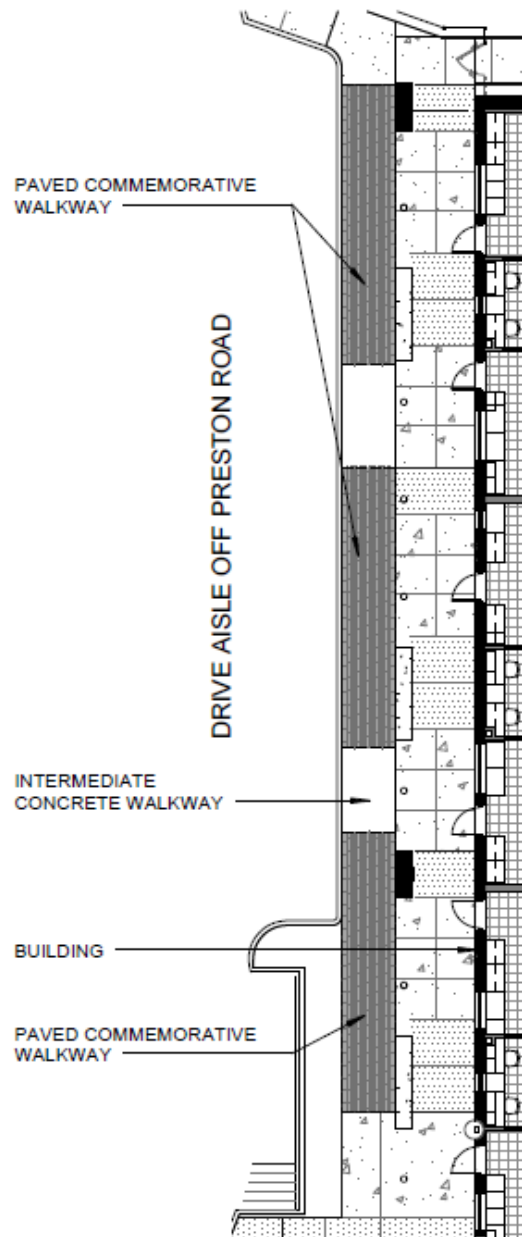 PAVED COMMEMORATIVE
WALKWAY
DRIVE AISLE OFF PRESTON ROAD
INTERMEDIATE
CONCRETE WALKWAY
BUILDING
PAVED COMMEMORATIVE
WALKWAY